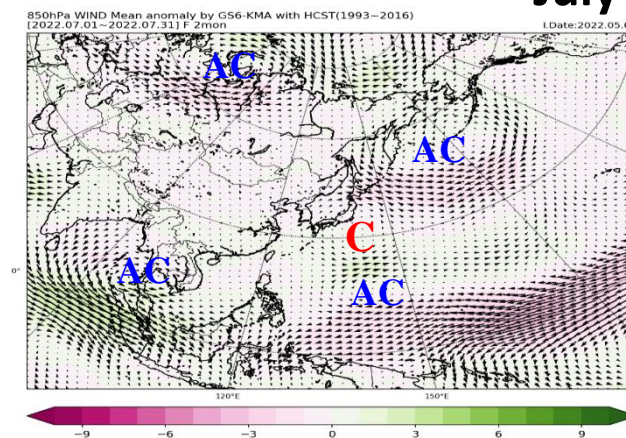 July
850hPa WIND Mean anomaly by GS6-KMA with HCST(1993~2016)
[2022.07.01~2022.07.31] F 2mon
I.Date:2022.05.0
AC
AC
C
AC
AC
0°
120°E 150°E
−9 −6 −3 0 3 6 9